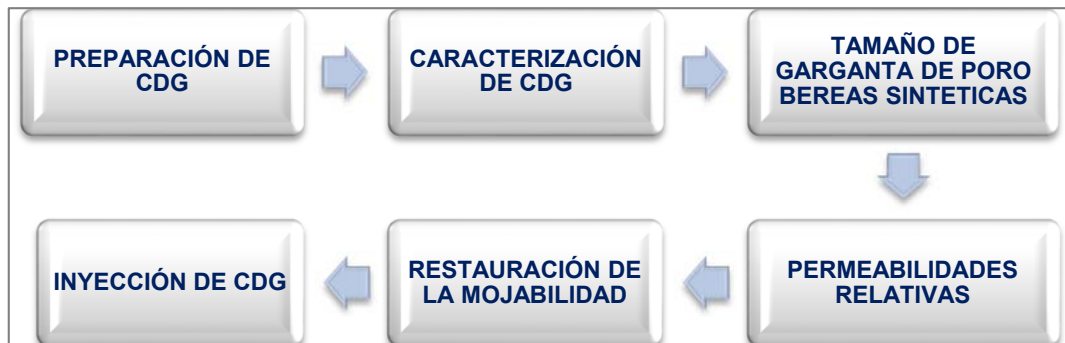 PREPARACIÓN DE
CDG
CARACTERIZACIÓN
DE CDG
TAMAÑO DE
GARGANTA DE PORO
BEREAS SINTETICAS
PERMEABILIDADES
RELATIVAS
RESTAURACIÓN DE
LA MOJABILIDAD
INYECCIÓN DE CDG